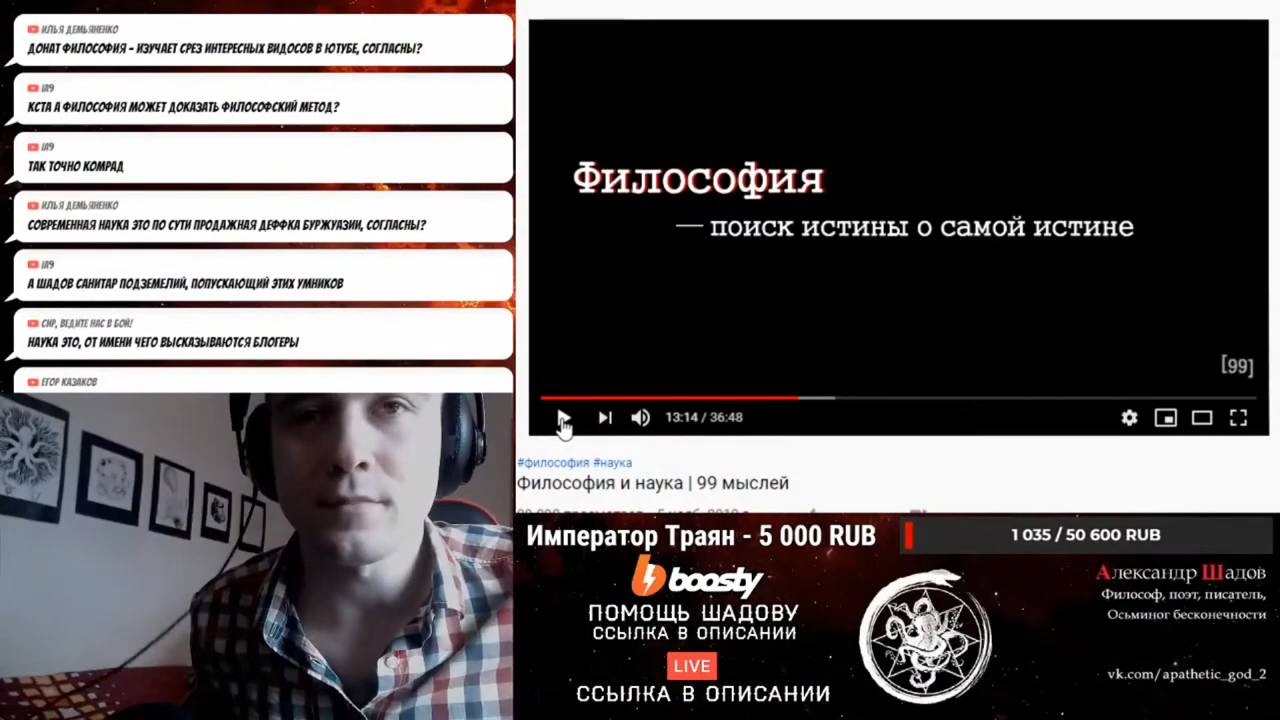 ИЛЬЯ ДЕМЬЯНЕНКО
ДОНАТ ФИЛОСОФИЯ - ИЗУЧАЕТ СРЕЗ ИНТЕРЕСНЫХ ВИДОСОВ В ЮТУБЕ, СОГЛАСНЫ?
IA9
КСТА А ФИЛОСОФИЯ МОЖЕТ ДОКАЗАТЬ ФИЛОСОФСКИЙ МЕТОД?
IA9
ТАК ТОЧНО КОМРАД
ИЛЬЯ ДЕМЬЯНЕНКО
СОВРЕМЕННАЯ НАУКА ЭТО ПО СУТИ ПРОДАЖНАЯ ДЕФФКА БУРЖУАЗИИ, СОГЛАСНЫ?
IA9
А ШАДОВ САНИТАР ПОДЗЕМЕЛИЙ, ПОПУСКАЮЩИЙ ЭТИХ УМНИКОВ
СИР, ВЕДИТЕ НАС В БОЙ!
НАУКА ЭТО, ОТ ИМЕНИ ЧЕГО ВЫСКАЗЫВАЮТСЯ БЛОГЕРЫ
ЕГОР КАЗАКОВ
Философия
— поиск истины о самой истине
[99]
13:14 / 36:48
#философия #наука
Философия и наука | 99 мыслей
Император Траян - 5 000 RUB
1 035 / 50 600 RUB
boosty
ПОМОЩЬ ШАДОВУ
ССЫЛКА В ОПИСАНИИ
LIVE
ССЫЛКА В ОПИСАНИИ
Александр Шадов
Философ, поэт, писатель,
Осьминог бесконечности
vk.com/apathetic_god_2